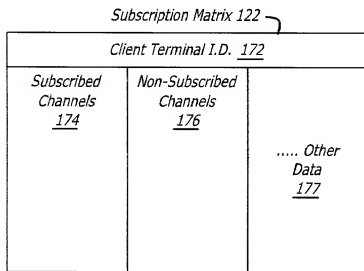 Subscription Matrix 122
Client Terminal I.D. 172
Subscribed
Channels
174
Non-Subscribed
Channels
176
..... Other
Data
177